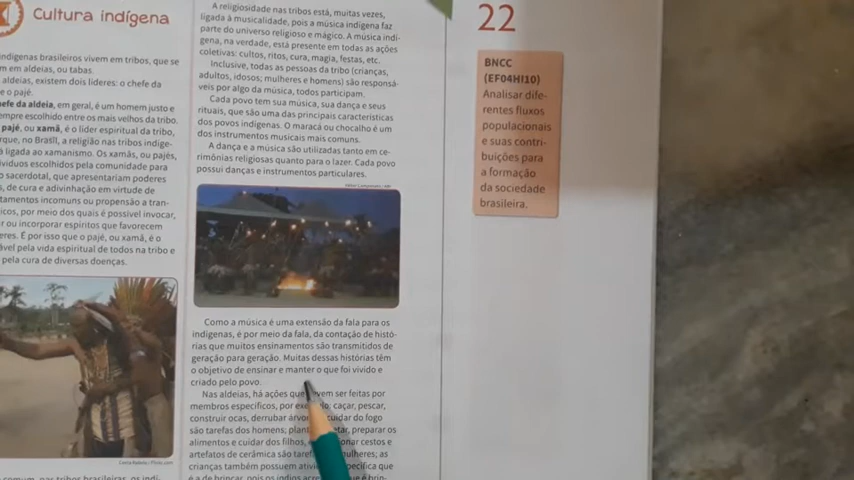 Cultura indígena
indígenas brasileiros vivem em tribos, que se
em aldeias, ou tabas.
aldeias, existem dois líderes: o chefe da
e o pajé.
chefe da aldeia, em geral, é um homem justo e
empre escolhido entre os mais velhos da tribo.
pajé, ou xamã, é o líder espiritual da tribo,
rque, no Brasil, a religião nas tribos indíge-
á ligada ao xamanismo. Os xamãs, ou pajés,
divíduos escolhidos pela comunidade para
o sacerdotal, que apresentariam poderes
s, de cura e adivinhação em virtude de
tamentos incomuns ou propensão a tran-
icos, por meio dos quais é possível invocar,
r ou incorporar espíritos que favorecem
eres. É por isso que o pajé, ou xamã, é o
ável pela vida espiritual de todos na tribo e
pela cura de diversas doenças.
A religiosidade nas tribos está, muitas vezes,
ligada à musicalidade, pois a música indígena faz
parte do universo religioso e mágico. A música indí-
gena, na verdade, está presente em todas as ações
coletivas: cultos, ritos, cura, magia, festas, etc.
Inclusive, todas as pessoas da tribo (crianças,
adultos, idosos; mulheres e homens) são responsá-
veis por algo da música, todos participam.
Cada povo tem sua música, sua dança e seus
rituais, que são uma das principais características
dos povos indígenas. O maracá ou chocalho é um
dos instrumentos musicais mais comuns.
A dança e a música são utilizadas tanto em ce-
rimônias religiosas quanto para o lazer. Cada povo
possui danças e instrumentos particulares.
Como a música é uma extensão da fala para os
indígenas, é por meio da fala, da contação de histó-
rias que muitos ensinamentos são transmitidos de
geração para geração. Muitas dessas histórias têm
o objetivo de ensinar e manter o que foi vivido e
criado pelo povo.
Nas aldeias, há ações que devem ser feitas por
membros específicos, por exemplo: caçar, pescar,
construir ocas, derrubar árvores, cuidar do fogo
são tarefas dos homens; preparar os
alimentos e cuidar dos filhos, cestos e
artefatos de cerâmica são tarefas mulheres; as
crianças também possuem específica que
é a de brincar, pois os índios
22
BNCC
(EF04HI10)
Analisar dife-
rentes fluxos
populacionais
e suas contri-
buições para
a formação
da sociedade
brasileira.